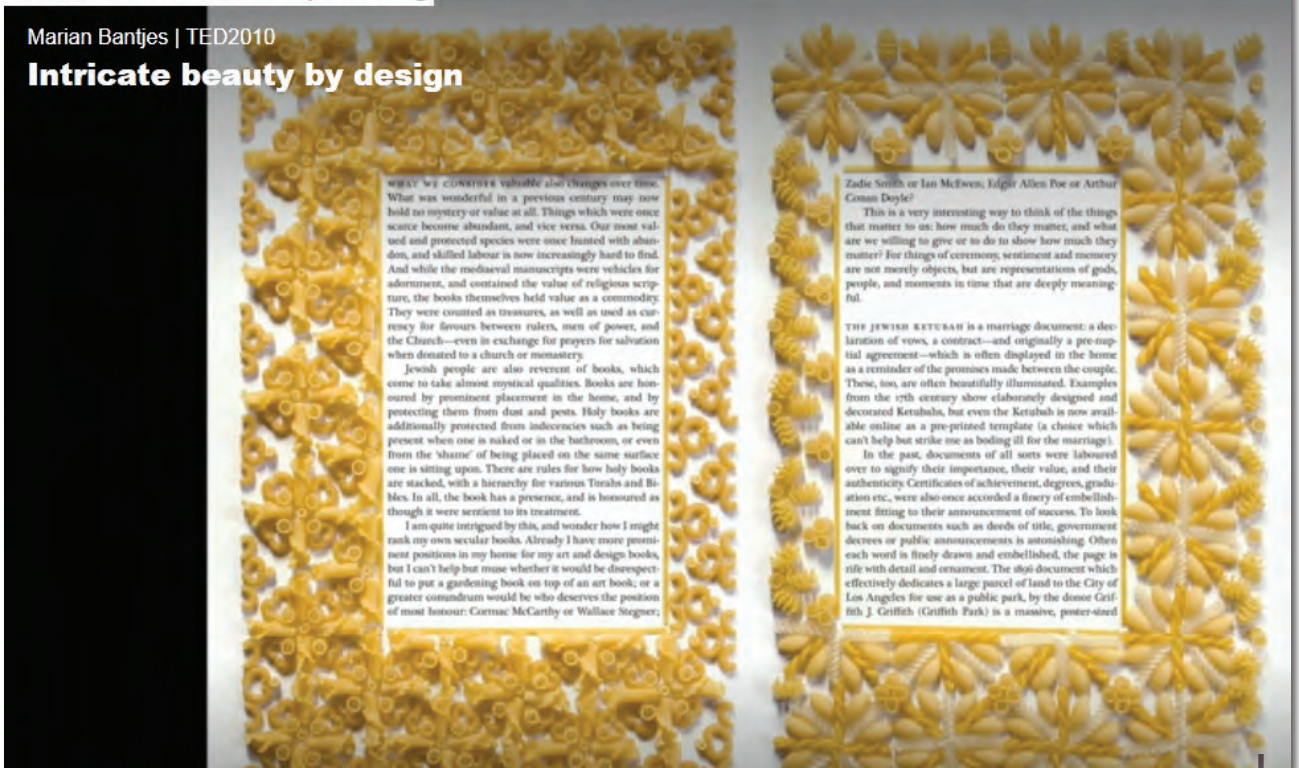 Marian Bantjes | TED2010
Intricate beauty by design
WHAT WE CONSIDER valuable also changes over time.
What was wonderful in a previous century may now
hold no mystery or value at all. Things which were once
scarce become abundant, and vice versa. Our most val-
ued and protected species were once hunted with aban-
don, and skilled labour is now increasingly hard to find.
And while the mediaeval manuscripts were vehicles for
adornment, and contained the value of religious scrip-
ture, the books themselves held value as a commodity.
They were counted as treasures, as well as used as cur-
rency for favours between rulers, men of power, and
the Church—even in exchange for prayers for salvation
when donated to a church or monastery.
Jewish people are also reverent of books, which
come to take almost mystical qualities. Books are hon-
oured by prominent placement in the home, and by
protecting them from dust and pests. Holy books are
additionally protected from indecencies such as being
present when one is naked or in the bathroom, or even
from the 'shame' of being placed on the same surface
one is sitting upon. There are rules for how holy books
are stacked, with a hierarchy for various Torahs and Bi-
bles. In all, the book has a presence, and is honoured as
though it were sentient to its treatment.
I am quite intrigued by this, and wonder how I might
rank my own secular books. Already I have more promi-
nent positions in my home for my art and design books,
but I can't help but muse whether it would be disrespect-
ful to put a gardening book on top of an art book; or a
greater conundrum would be who deserves the position
of most honour: Cormac McCarthy or Wallace Stegner;
Zadie Smith or Ian McEwen; Edgar Allen Poe or Arthur
Conan Doyle?
This is a very interesting way to think of the things
that matter to us: how much do they matter, and what
are we willing to give or to do to show how much they
matter? For things of ceremony, sentiment and memory
are not merely objects, but are representations of gods,
people, and moments in time that are deeply meaning-
ful.
THE JEWISH KETUBAH is a marriage document: a dec-
laration of vows, a contract—and originally a pre-nup-
tial agreement—which is often displayed in the home
as a reminder of the promises made between the couple.
These, too, are often beautifully illuminated. Examples
from the 17th century show elaborately designed and
decorated Ketubahs, but even the Ketubah is now avail-
able online as a pre-printed template (a choice which
can't help but strike me as boding ill for the marriage).
In the past, documents of all sorts were laboured
over to signify their importance, their value, and their
authenticity. Certificates of achievement, degrees, gradu-
ation etc., were also once accorded a finery of embellish-
ment fitting to their announcement of success. To look
back on documents such as deeds of title, government
decrees or public announcements is astonishing. Often
each word is finely drawn and embellished, the page is
rife with detail and ornament. The 1896 document which
effectively dedicates a large parcel of land to the City of
Los Angeles for use as a public park, by the donor Grif-
fith J. Griffith (Griffith Park) is a massive, poster-sized